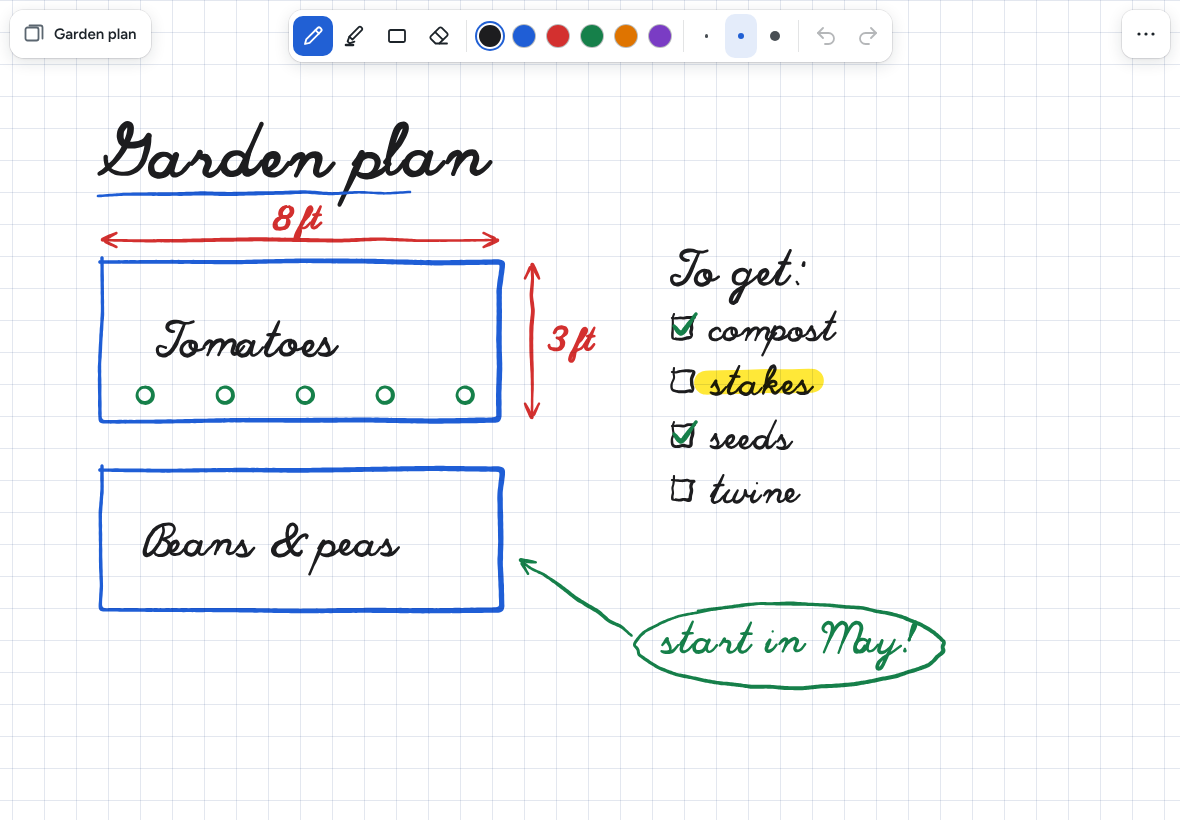 Garden plan
Garden plan
8 ft
Tomatoes
3 ft
Beans & peas
To get:
compost
stakes
seeds
twine
start in May!